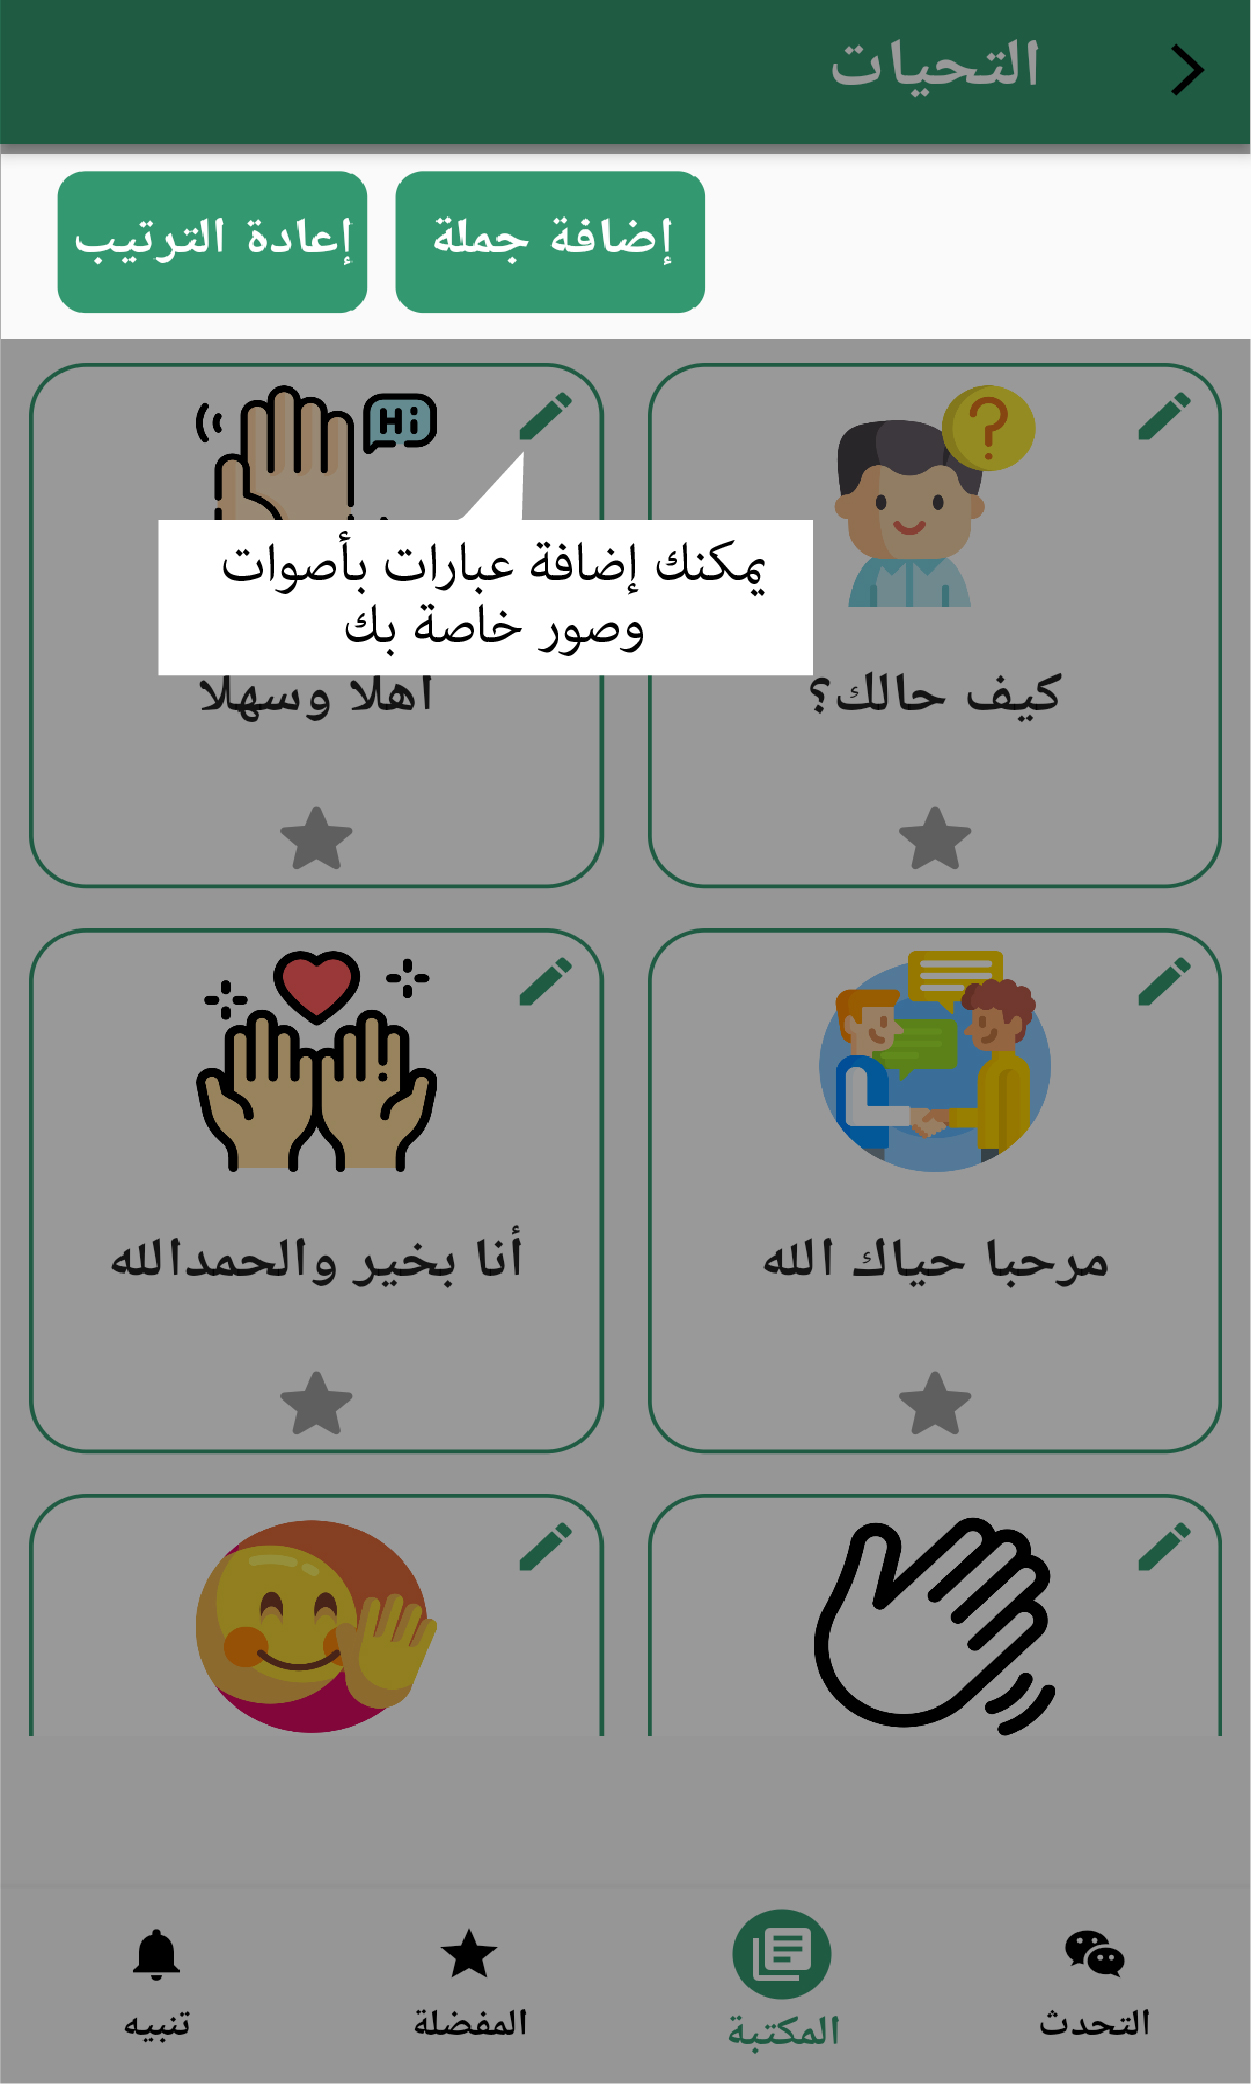 التحيات
إضافة جملة
إعادة الترتيب
Hi
يمكنك إضافة عبارات بأصوات
وصور خاصة بك
كيف حالك؟
اهلا وسهلا
مرحبا حياك الله
أنا بخير والحمدالله
التحدث
المكتبة
المفضلة
تنبيه